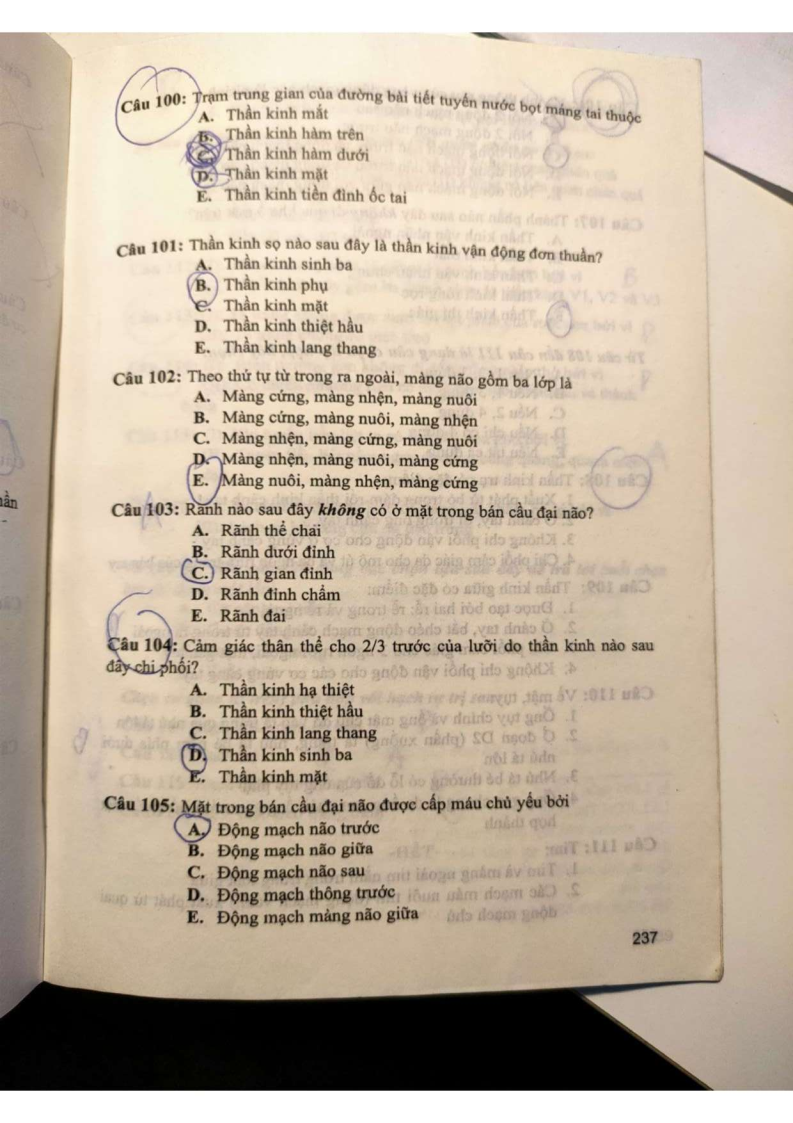 Câu 100: Trạm trung gian của đường bài tiết tuyến nước bọt máng tai thuộc
A. Thần kinh mắt
B. Thần kinh hàm trên
C. Thần kinh hàm dưới
D. Thần kinh mặt
E. Thần kinh tiền đình ốc tai
Câu 101: Thần kinh sọ nào sau đây là thần kinh vận động đơn thuần?
A. Thần kinh sinh ba
B. Thần kinh phụ
C. Thần kinh mặt
D. Thần kinh thiệt hầu
E. Thần kinh lang thang
Câu 102: Theo thứ tự từ trong ra ngoài, màng não gồm ba lớp là
A. Màng cứng, màng nhện, màng nuôi
B. Màng cứng, màng nuôi, màng nhện
C. Màng nhện, màng cứng, màng nuôi
D. Màng nhện, màng nuôi, màng cứng
E. Màng nuôi, màng nhện, màng cứng
Câu 103: Rãnh nào sau đây không có ở mặt trong bán cầu đại não?
A. Rãnh thể chai
B. Rãnh dưới đỉnh
C. Rãnh gian đỉnh
D. Rãnh đỉnh chẩm
E. Rãnh đai
Câu 104: Cảm giác thân thể cho 2/3 trước của lưỡi do thần kinh nào sau
đây chi phối?
A. Thần kinh hạ thiệt
B. Thần kinh thiệt hầu
C. Thần kinh lang thang
D. Thần kinh sinh ba
E. Thần kinh mặt
Câu 105: Mặt trong bán cầu đại não được cấp máu chủ yếu bởi
A. Động mạch não trước
B. Động mạch não giữa
C. Động mạch não sau
D. Động mạch thông trước
E. Động mạch màng não giữa
237